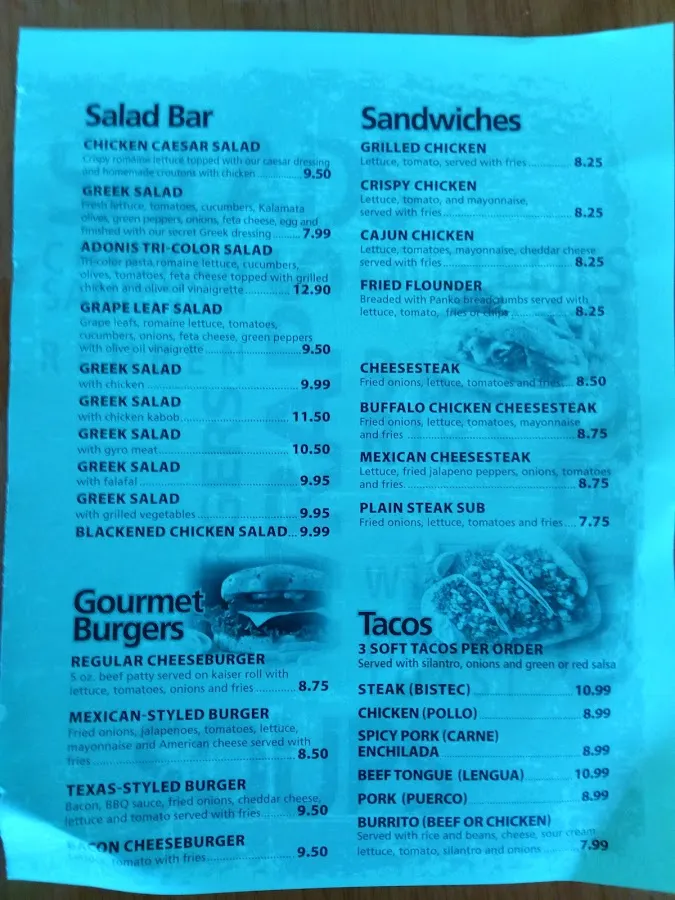 Salad Bar
CHICKEN CAESAR SALAD
Crispy romaine lettuce topped with our caesar dressing
and homemade croutons with chicken 9.50
GREEK SALAD
Fresh lettuce, tomatoes, cucumbers, Kalamata
olives, green peppers, onions, feta cheese, egg and
finished with our secret Greek dressing 7.99
ADONIS TRI-COLOR SALAD
Tri-color pasta, romaine lettuce, cucumbers,
olives, tomatoes, feta cheese topped with grilled
chicken and olive oil vinaigrette 12.90
GRAPE LEAF SALAD
Grape leafs, romaine lettuce, tomatoes,
cucumbers, onions, feta cheese, green peppers
with olive oil vinaigrette 9.50
GREEK SALAD
with chicken 9.99
GREEK SALAD
with chicken kabob 11.50
GREEK SALAD
with gyro meat 10.50
GREEK SALAD
with falafal 9.95
GREEK SALAD
with grilled vegetables 9.95
BLACKENED CHICKEN SALAD 9.99
Gourmet
Burgers
REGULAR CHEESEBURGER
5 oz. beef patty served on kaiser roll with
lettuce, tomatoes, onions and fries 8.75
MEXICAN-STYLED BURGER
Fried onions, jalapenoes, tomatoes, lettuce,
mayonnaise and American cheese served with
fries 8.50
TEXAS-STYLED BURGER
Bacon, BBQ sauce, fried onions, cheddar cheese,
lettuce and tomato served with fries 9.50
BACON CHEESEBURGER
Lettuce, tomato with fries 9.50
Sandwiches
GRILLED CHICKEN
Lettuce, tomato, served with fries 8.25
CRISPY CHICKEN
Lettuce, tomato, and mayonnaise,
served with fries 8.25
CAJUN CHICKEN
Lettuce, tomatoes, mayonnaise, cheddar cheese
served with fries 8.25
FRIED FLOUNDER
Breaded with Panko breadcrumbs served with
lettuce, tomato, fries or chips 8.25
CHEESESTEAK
Fried onions, lettuce, tomatoes and fries 8.50
BUFFALO CHICKEN CHEESESTEAK
Fried onions, lettuce, tomatoes, mayonnaise
and fries 8.75
MEXICAN CHEESESTEAK
Lettuce, fried jalapeno peppers, onions, tomatoes
and fries 8.75
PLAIN STEAK SUB
Fried onions, lettuce, tomatoes and fries 7.75
Tacos
3 SOFT TACOS PER ORDER
Served with silantro, onions and green or red salsa
STEAK (BISTEC) 10.99
CHICKEN (POLLO) 8.99
SPICY PORK (CARNE)
ENCHILADA 8.99
BEEF TONGUE (LENGUA) 10.99
PORK (PUERCO) 8.99
BURRITO (BEEF OR CHICKEN)
Served with rice and beans, cheese, sour cream
lettuce, tomato, silantro and onions 7.99